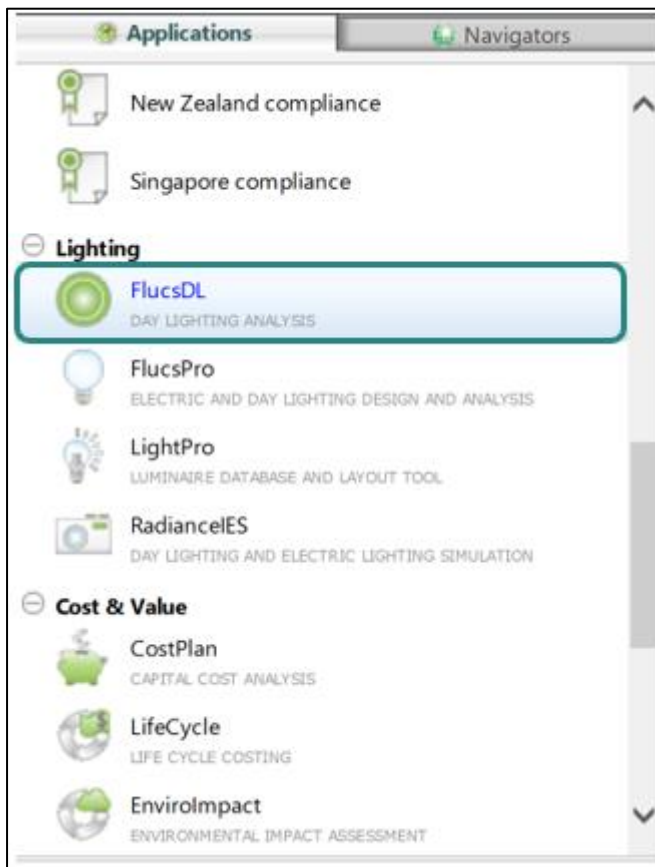 Applications
Navigators
New Zealand compliance
Singapore compliance
Lighting
FlucsDL
DAY LIGHTING ANALYSIS
FlucsPro
ELECTRIC AND DAY LIGHTING DESIGN AND ANALYSIS
LightPro
LUMINAIRE DATABASE AND LAYOUT TOOL
RadianceIES
DAY LIGHTING AND ELECTRIC LIGHTING SIMULATION
Cost & Value
CostPlan
CAPITAL COST ANALYSIS
LifeCycle
LIFE CYCLE COSTING
EnviroImpact
ENVIRONMENTAL IMPACT ASSESSMENT